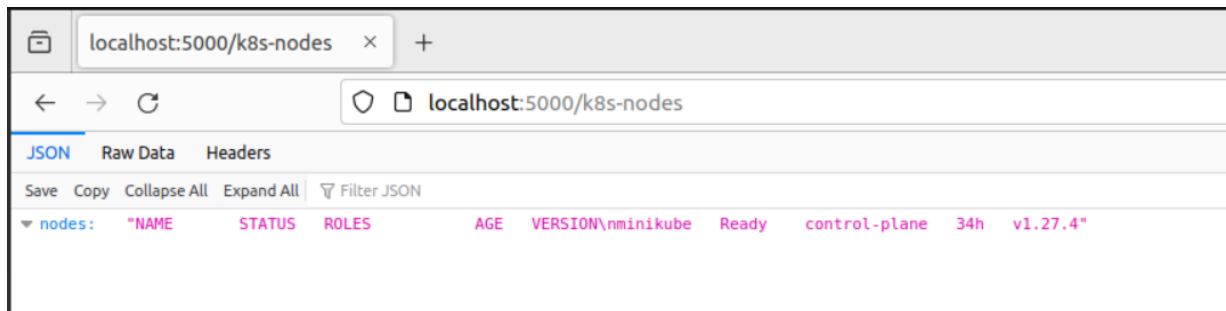 localhost:5000/k8s-nodes × +
localhost:5000/k8s-nodes
JSON Raw Data Headers
Save Copy Collapse All Expand All Filter JSON
nodes: "NAME STATUS ROLES AGE VERSION\nminikube Ready control-plane 34h v1.27.4"